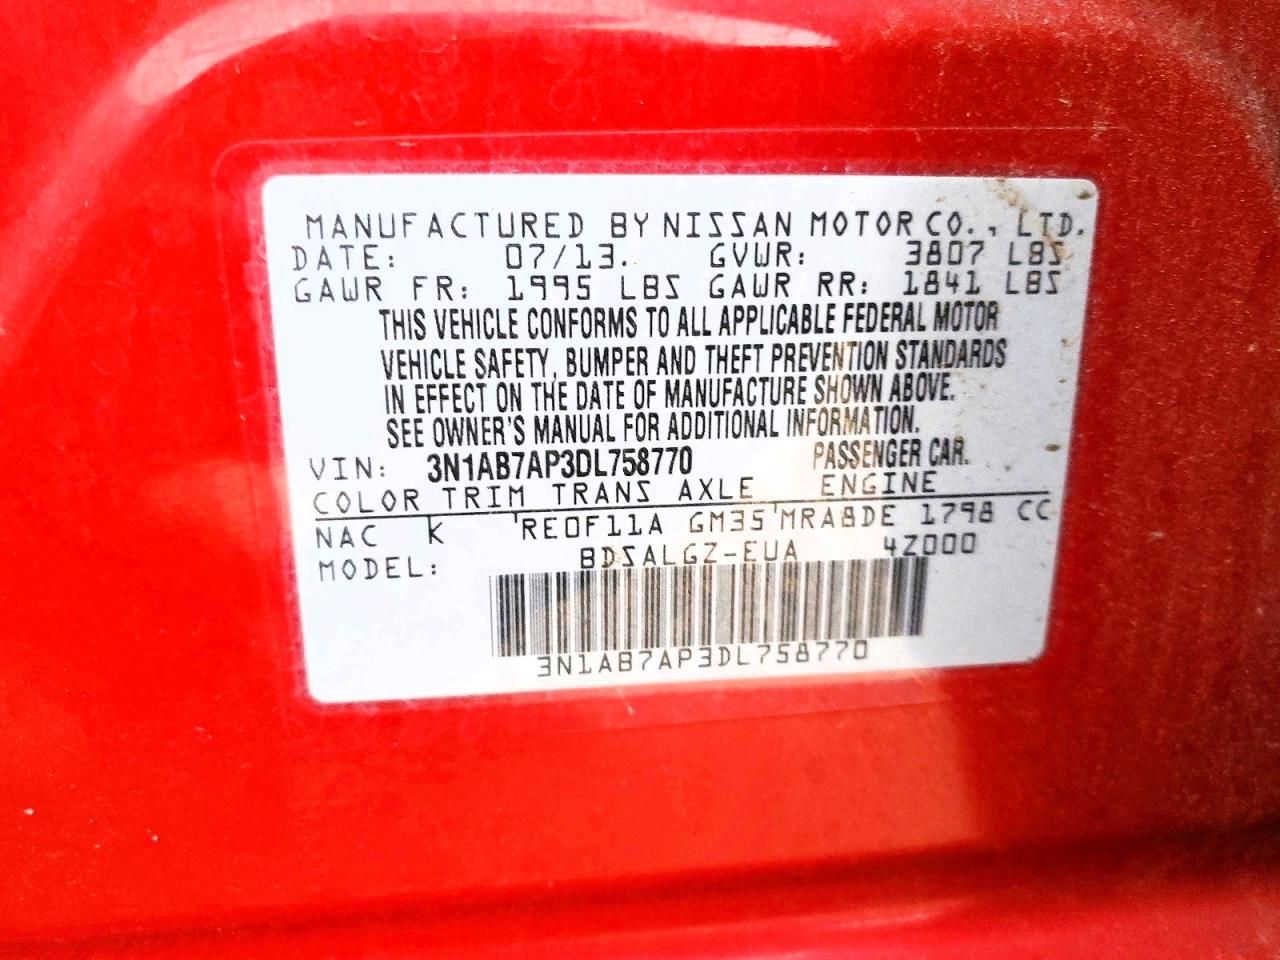 MANUFACTURED BY NISSAN MOTOR CO., LTD.
DATE: 07/13. GVWR: 3807 LBS
GAWR FR: 1995 LBS GAWR RR: 1841 LBS
THIS VEHICLE CONFORMS TO ALL APPLICABLE FEDERAL MOTOR
VEHICLE SAFETY, BUMPER AND THEFT PREVENTION STANDARDS
IN EFFECT ON THE DATE OF MANUFACTURE SHOWN ABOVE.
SEE OWNER'S MANUAL FOR ADDITIONAL INFORMATION.
VIN: 3N1AB7AP3DL758770 PASSENGER CAR.
COLOR TRIM TRANS AXLE ENGINE
NAC K 'RE0F11A GM35'MRA8DE 1798 CC
MODEL: BDSALGZ-EUA 4Z000
3N1AB7AP3DL758770